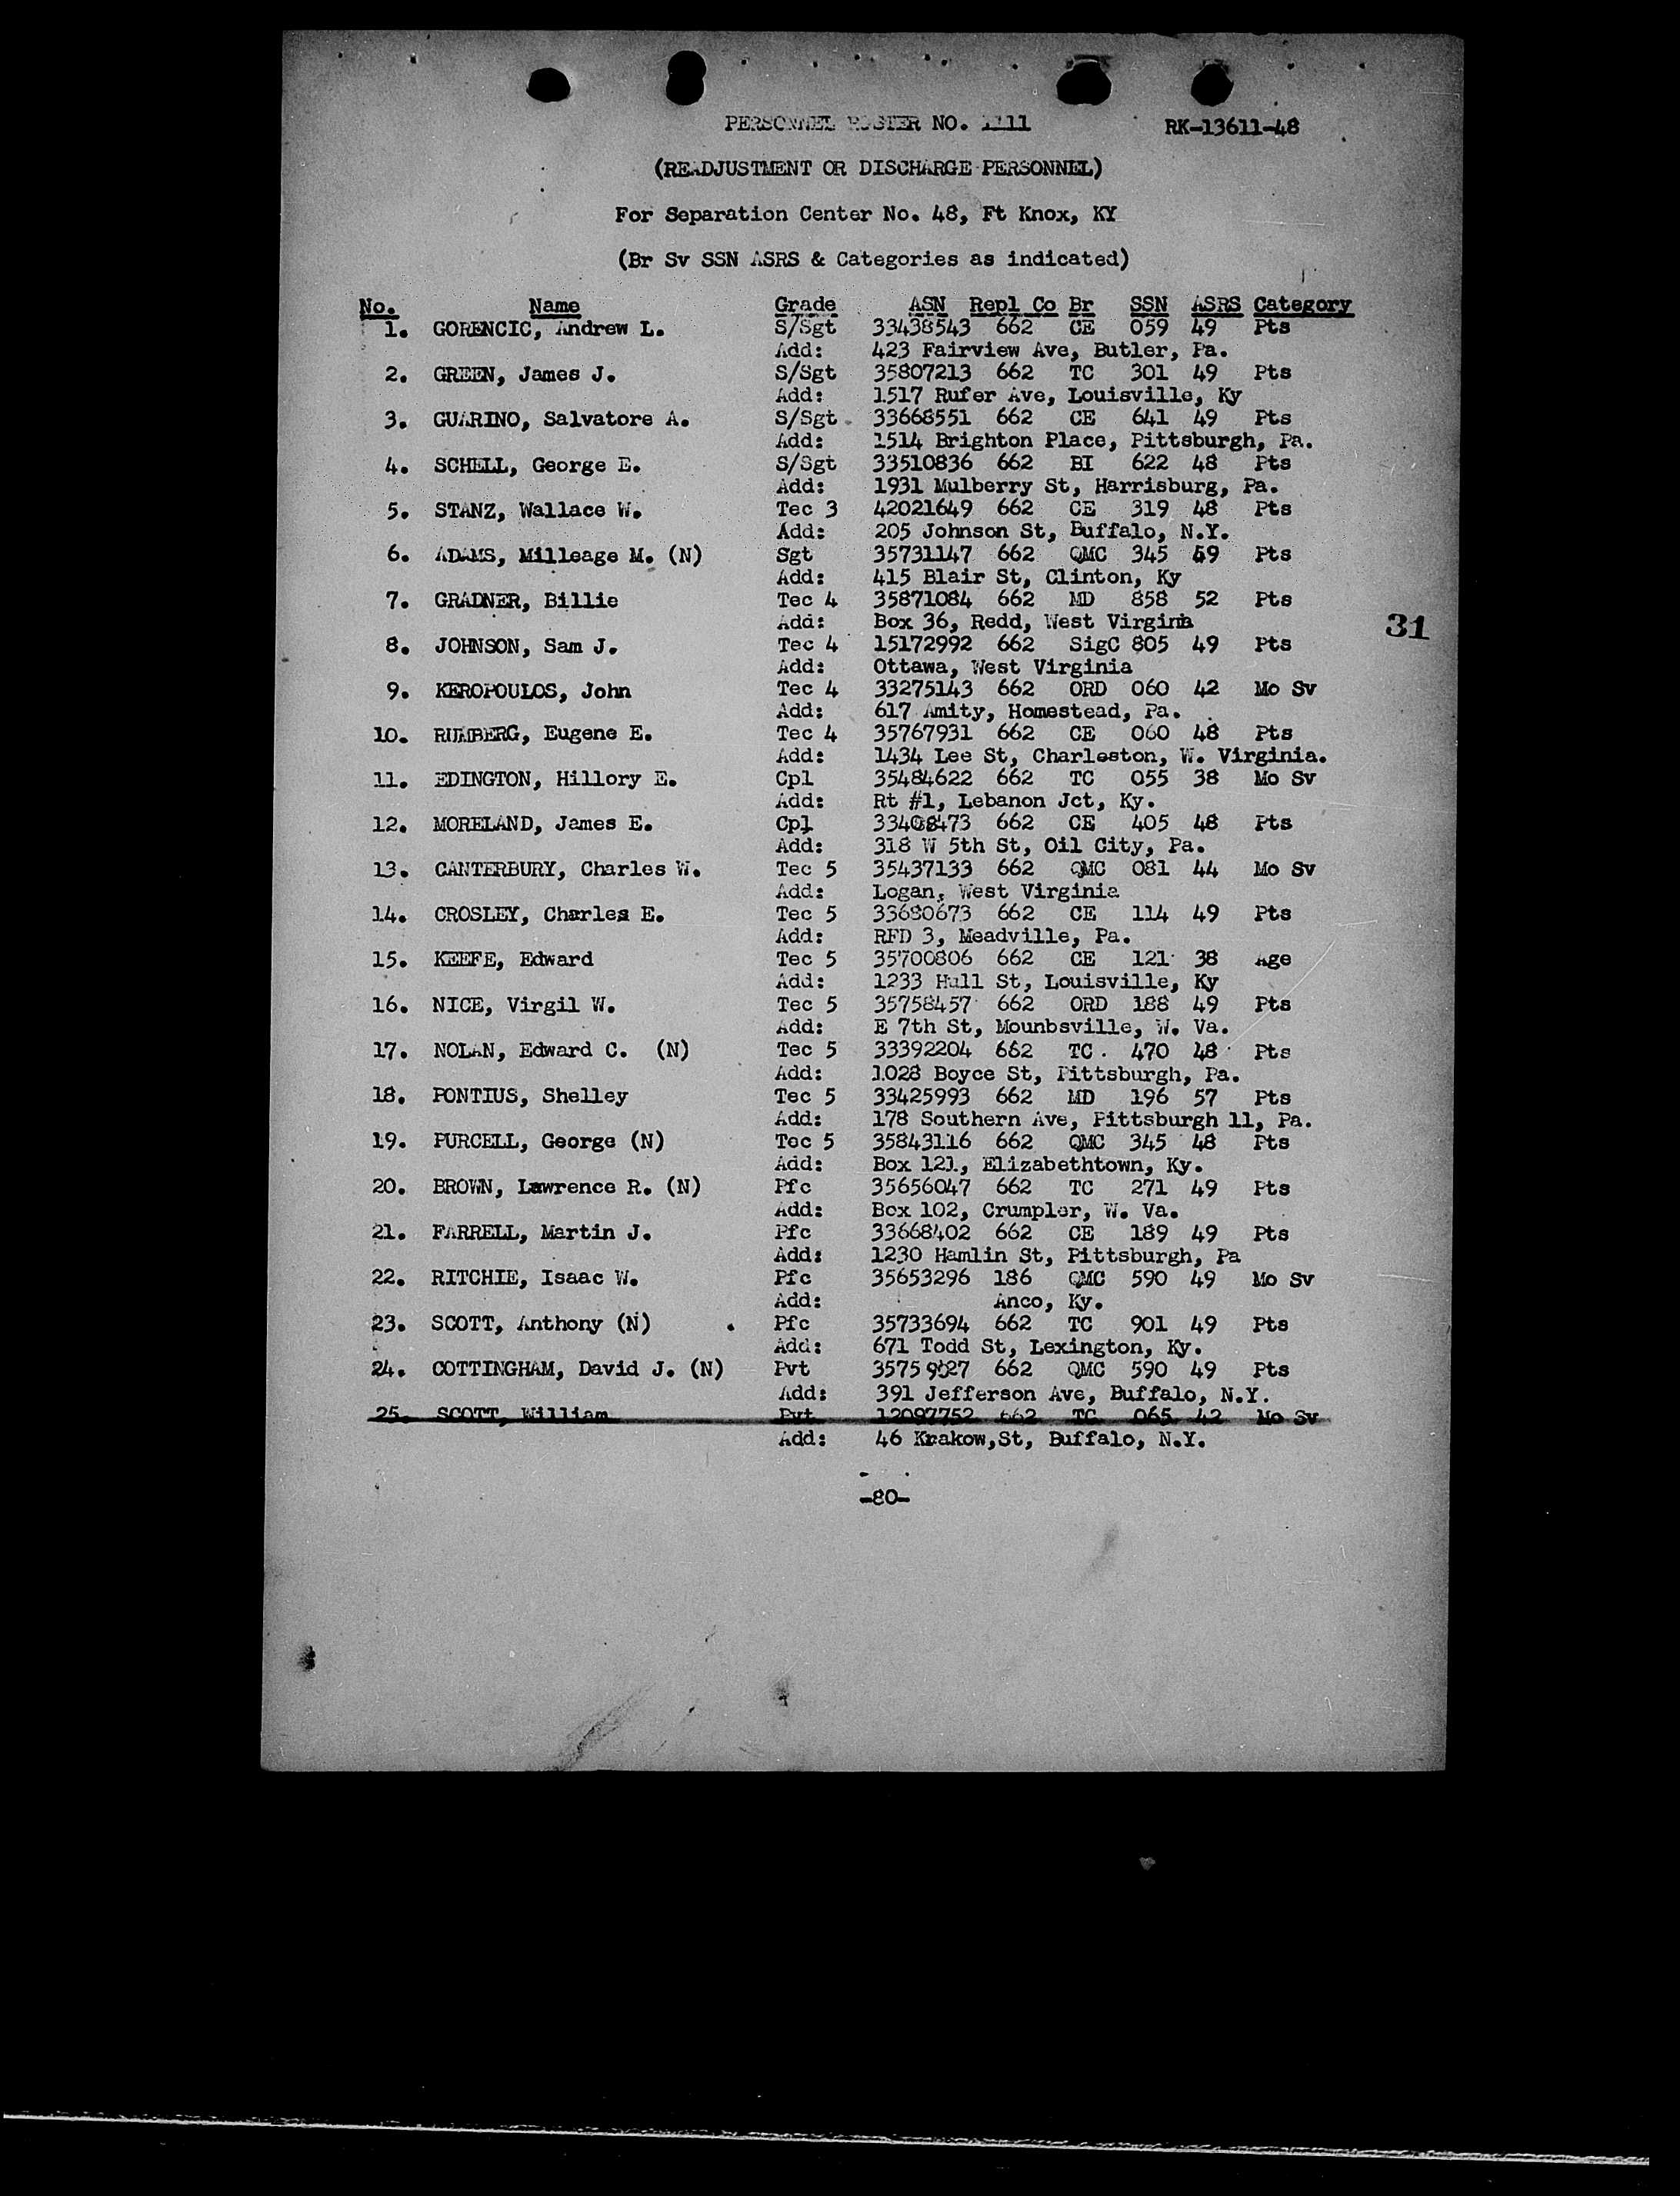 PERSONNEL ROSTER NO. 1111 RK-13611-48
(READJUSTMENT OR DISCHARGE PERSONNEL)
For Separation Center No. 48, Ft Knox, KY
(Br Sv SSN ASRS & Categories as indicated)
No. Name Grade ASN Repl Co Br SSN ASRS Category
1. GORENCIC, Andrew L. S/Sgt 33438543 662 CE 059 49 Pts
Add: 423 Fairview Ave, Butler, Pa.
2. GREEN, James J. S/Sgt 35807213 662 TC 301 49 Pts
Add: 1517 Rufer Ave, Louisville, Ky
3. GUARINO, Salvatore A. S/Sgt 33668551 662 CE 641 49 Pts
Add: 1514 Brighton Place, Pittsburgh, Pa.
4. SCHELL, George E. S/Sgt 33510836 662 BI 622 48 Pts
Add: 1931 Mulberry St, Harrisburg, Pa.
5. STANZ, Wallace W. Tec 3 42021649 662 CE 319 48 Pts
Add: 205 Johnson St, Buffalo, N.Y.
6. ADAMS, Milleage M. (N) Sgt 35731147 662 QMC 345 49 Pts
Add: 415 Blair St, Clinton, Ky
7. GRADNER, Billie Tec 4 35871084 662 MD 858 52 Pts
Add: Box 36, Redd, West Virginia
31
8. JOHNSON, Sam J. Tec 4 15172992 662 SigC 805 49 Pts
Add: Ottawa, West Virginia
9. KEROPOULOS, John Tec 4 33275143 662 ORD 060 42 Mo Sv
Add: 617 Amity, Homestead, Pa.
10. RIMBERG, Eugene E. Tec 4 35767931 662 CE 060 48 Pts
Add: 1434 Lee St, Charleston, W. Virginia.
11. EDINGTON, Hillory E. Cpl 35484622 662 TC 055 38 Mo Sv
Add: Rt #1, Lebanon Jct, Ky.
12. MORELAND, James E. Cpl 33408473 662 CE 405 48 Pts
Add: 318 W 5th St, Oil City, Pa.
13. CANTERBURY, Charles W. Tec 5 35437133 662 QMC 081 44 Mo Sv
Add: Logan, West Virginia
14. CROSLEY, Charles E. Tec 5 33680673 662 CE 114 49 Pts
Add: RFD 3, Meadville, Pa.
15. KEEFE, Edward Tec 5 35700806 662 CE 121 38 Age
Add: 1233 Hull St, Louisville, Ky
16. NICE, Virgil W. Tec 5 35758457 662 ORD 188 49 Pts
Add: E 7th St, Mounbsville, W. Va.
17. NOLAN, Edward C. (N) Tec 5 33392204 662 TC 470 48 Pts
Add: 1028 Boyce St, Pittsburgh, Pa.
18. PONTIUS, Shelley Tec 5 33425993 662 MD 196 57 Pts
Add: 178 Southern Ave, Pittsburgh 11, Pa.
19. PURCELL, George (N) Tec 5 35843116 662 QMC 345 48 Pts
Add: Box 121, Elizabethtown, Ky.
20. BROWN, Lawrence R. (N) Pfc 35656047 662 TC 271 49 Pts
Add: Box 102, Crumpler, W. Va.
21. FARRELL, Martin J. Pfc 33668402 662 CE 189 49 Pts
Add: 1230 Hamlin St, Pittsburgh, Pa
22. RITCHIE, Isaac W. Pfc 35653296 186 QMC 590 49 Mo Sv
Add: Anco, Ky.
23. SCOTT, Anthony (N) Pfc 35733694 662 TC 901 49 Pts
Add: 671 Todd St, Lexington, Ky.
24. COTTINGHAM, David J. (N) Pvt 662 QMC 590 49 Pts
Add: 391 Jefferson Ave, Buffalo, N.Y.
25. SCOTT, William Pvt 12097752 662 TC 065 42 Mo Sv
Add: 46 Krakow,St, Buffalo, N.Y.
-80-